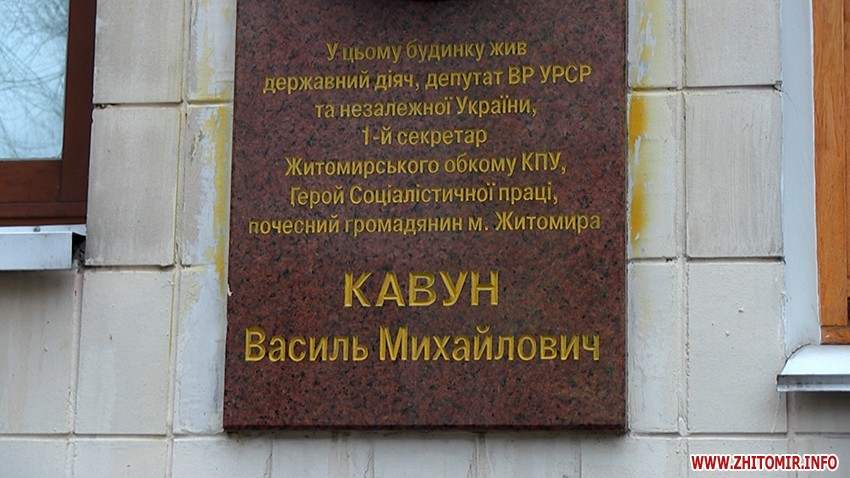 У цьому будинку жив
державний діяч, депутат ВР УРСР
та незалежної України,
1-й секретар
Житомирського обкому КПУ,
Герой Соціалістичної праці,
почесний громадянин м. Житомира
КАВУН
Василь Михайлович
WWW.ZHITOMIR.INFO